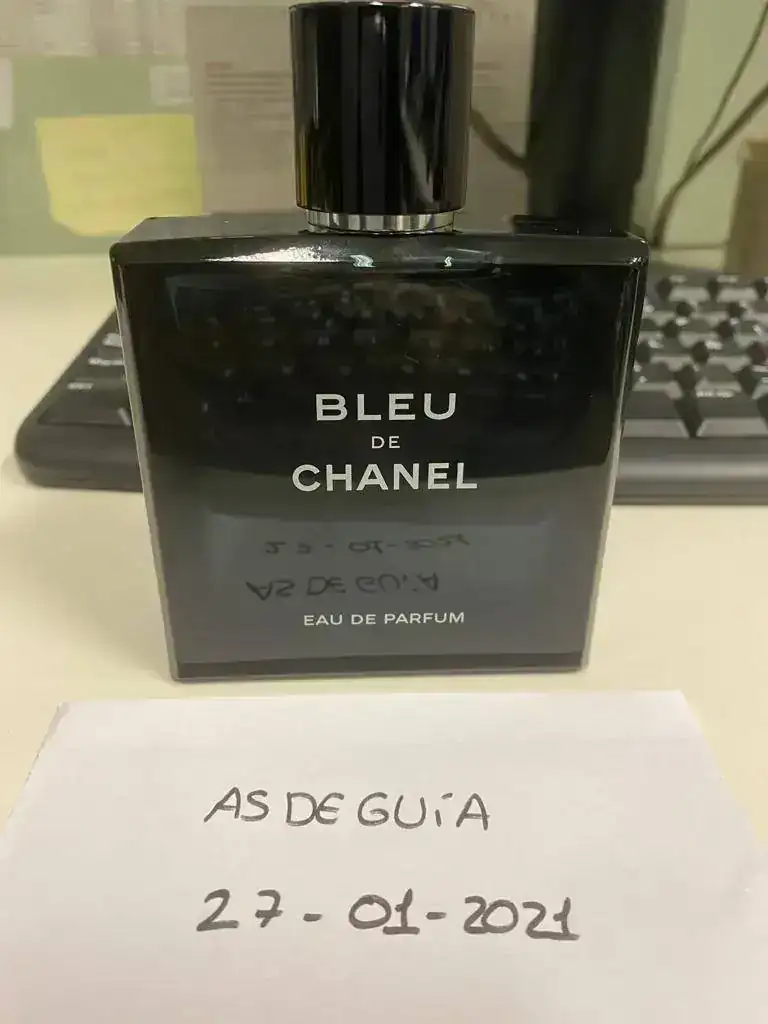 BLEU
DE
CHANEL
EAU DE PARFUM
AS DE GUíA
27-01-2021